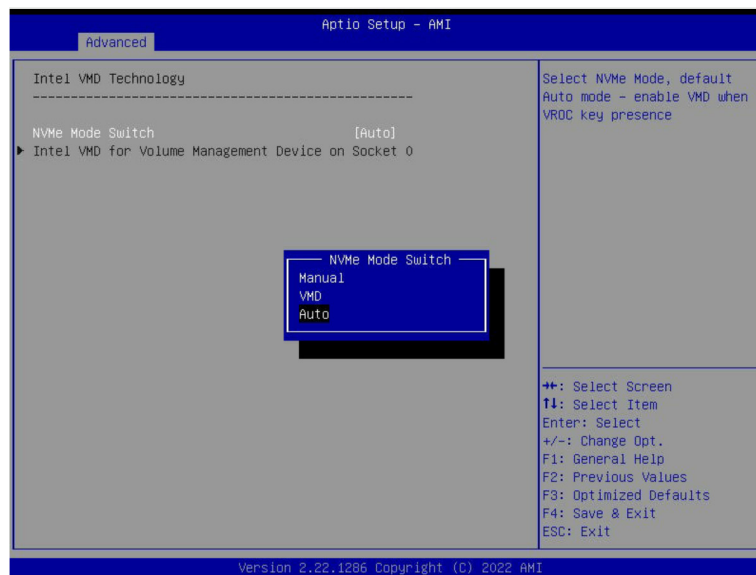 Aptio Setup - AMI
Advanced
Intel VMD Technology
--------------------------------------------------
NVMe Mode Switch [Auto]
Intel VMD for Volume Management Device on Socket 0
Select NVMe Mode, default
Auto mode - enable VMD when
VROC key presence
NVMe Mode Switch
Manual
VMD
Auto
→←: Select Screen
↑↓: Select Item
Enter: Select
+/-: Change Opt.
F1: General Help
F2: Previous Values
F3: Optimized Defaults
F4: Save & Exit
ESC: Exit
Version 2.22.1286 Copyright (C) 2022 AMI